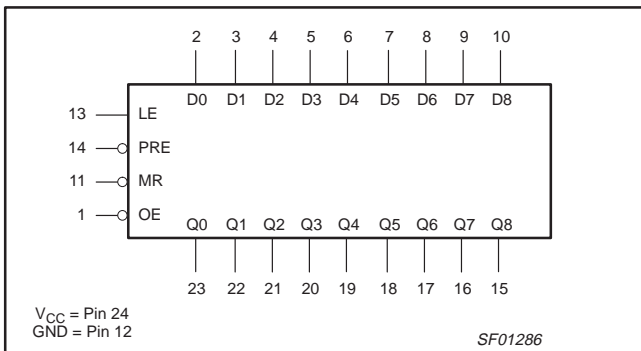 2 3 4 5 6 7 8 9 10
D0 D1 D2 D3 D4 D5 D6 D7 D8
13 LE
14 PRE
11 MR
1 OE
Q0 Q1 Q2 Q3 Q4 Q5 Q6 Q7 Q8
23 22 21 20 19 18 17 16 15
VCC = Pin 24
GND = Pin 12
SF01286